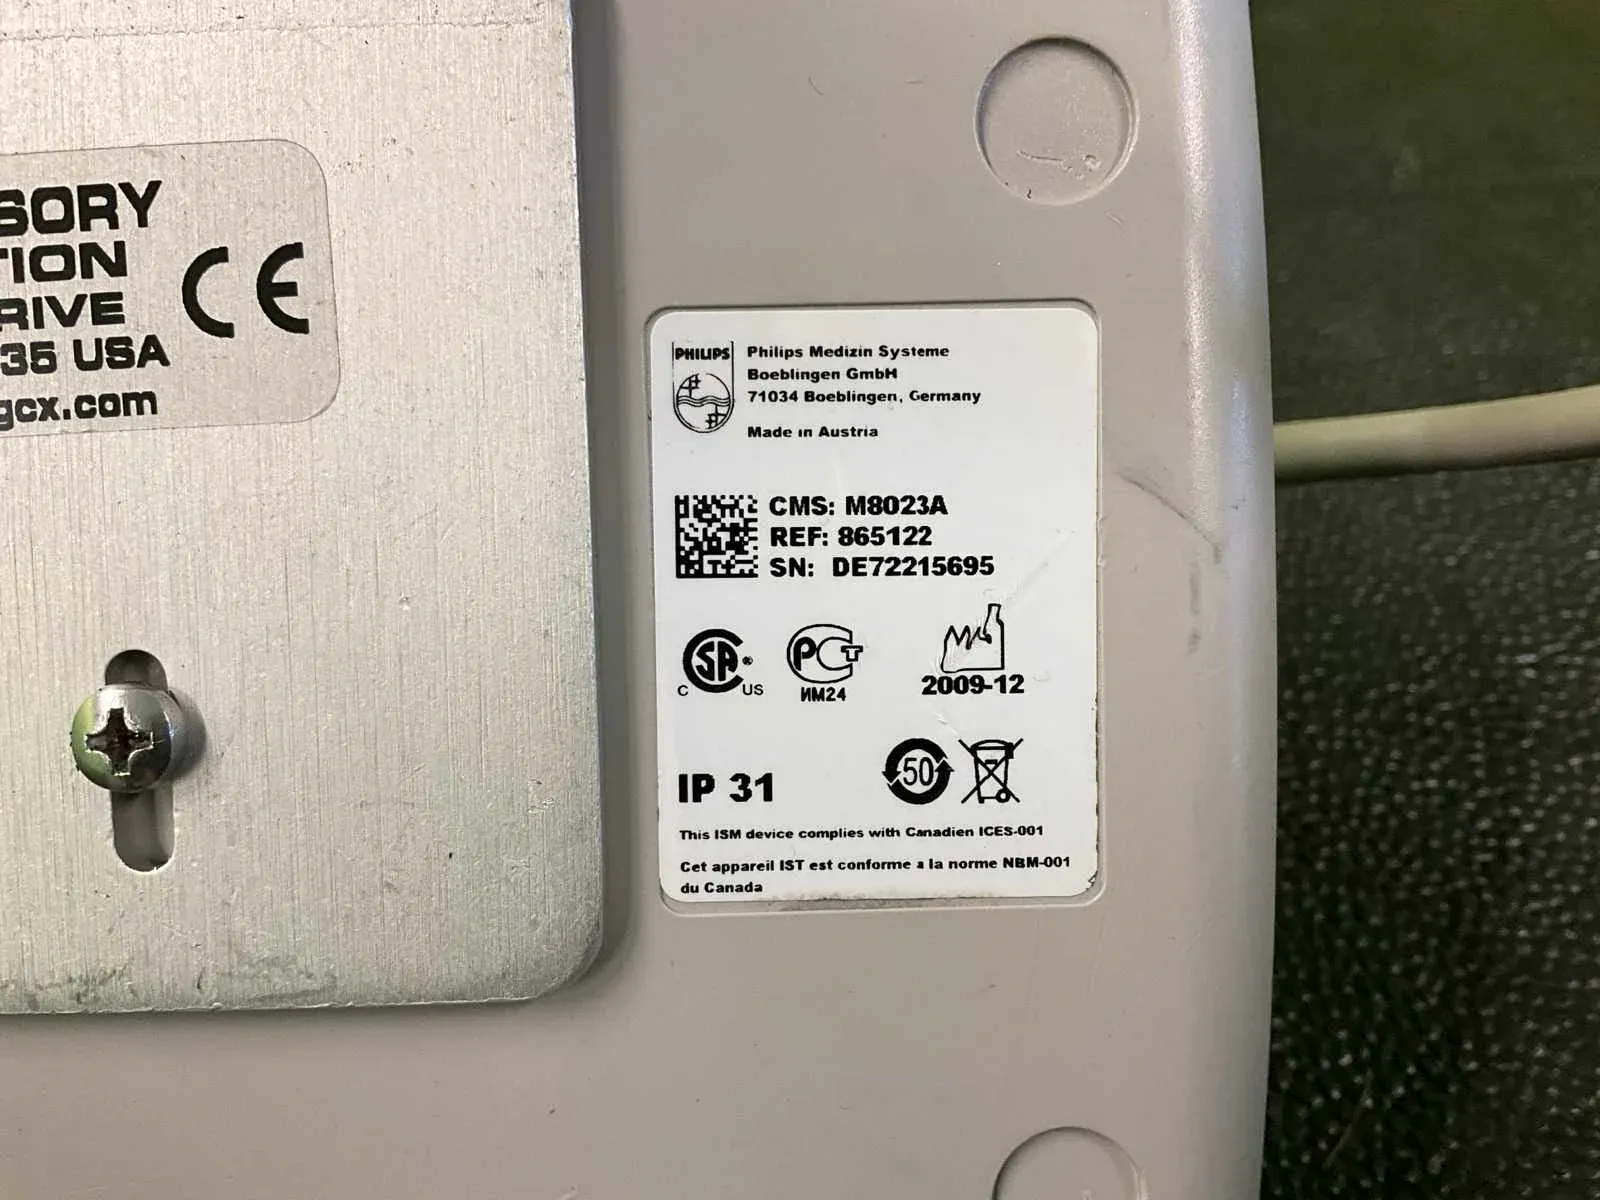 SORY
TION
RIVE
35 USA
gcx.com
CE
PHILIPS
Philips Medizin Systeme
Boeblingen GmbH
71034 Boeblingen, Germany
Made in Austria
CMS: M8023A
REF: 865122
SN: DE72215695
C SA ® US
РСТ
ИМ24
2009-12
IP 31
50
This ISM device complies with Canadien ICES-001
Cet appareil IST est conforme a la norme NBM-001
du Canada